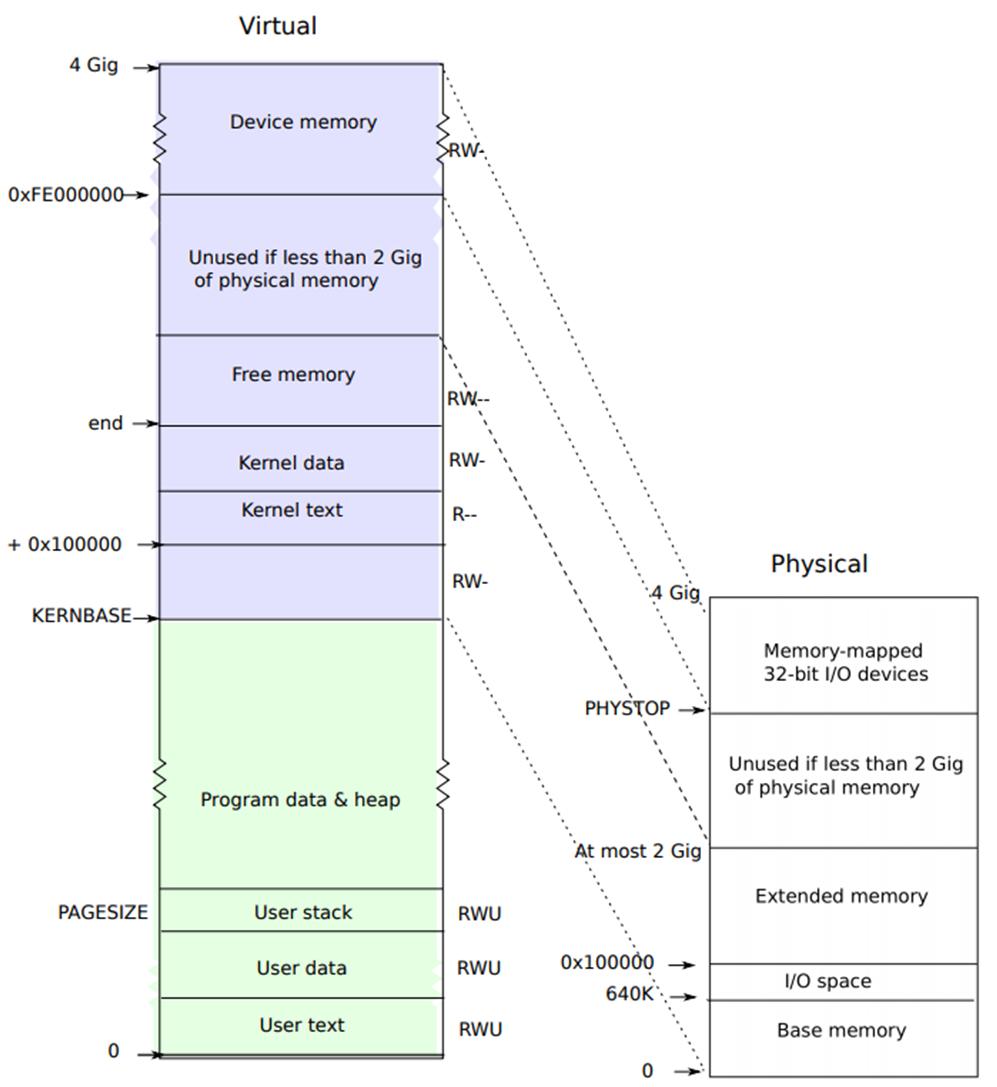 Virtual
4 Gig
Device memory
RW-
0xFE000000
Unused if less than 2 Gig
of physical memory
Free memory
RW--
end
Kernel data
RW-
Kernel text
R--
+ 0x100000
RW-
KERNBASE
Program data & heap
PAGESIZE
User stack
RWU
User data
RWU
User text
RWU
0
Physical
4 Gig
Memory-mapped
32-bit I/O devices
PHYSTOP
Unused if less than 2 Gig
of physical memory
At most 2 Gig
Extended memory
0x100000
I/O space
640K
Base memory
0